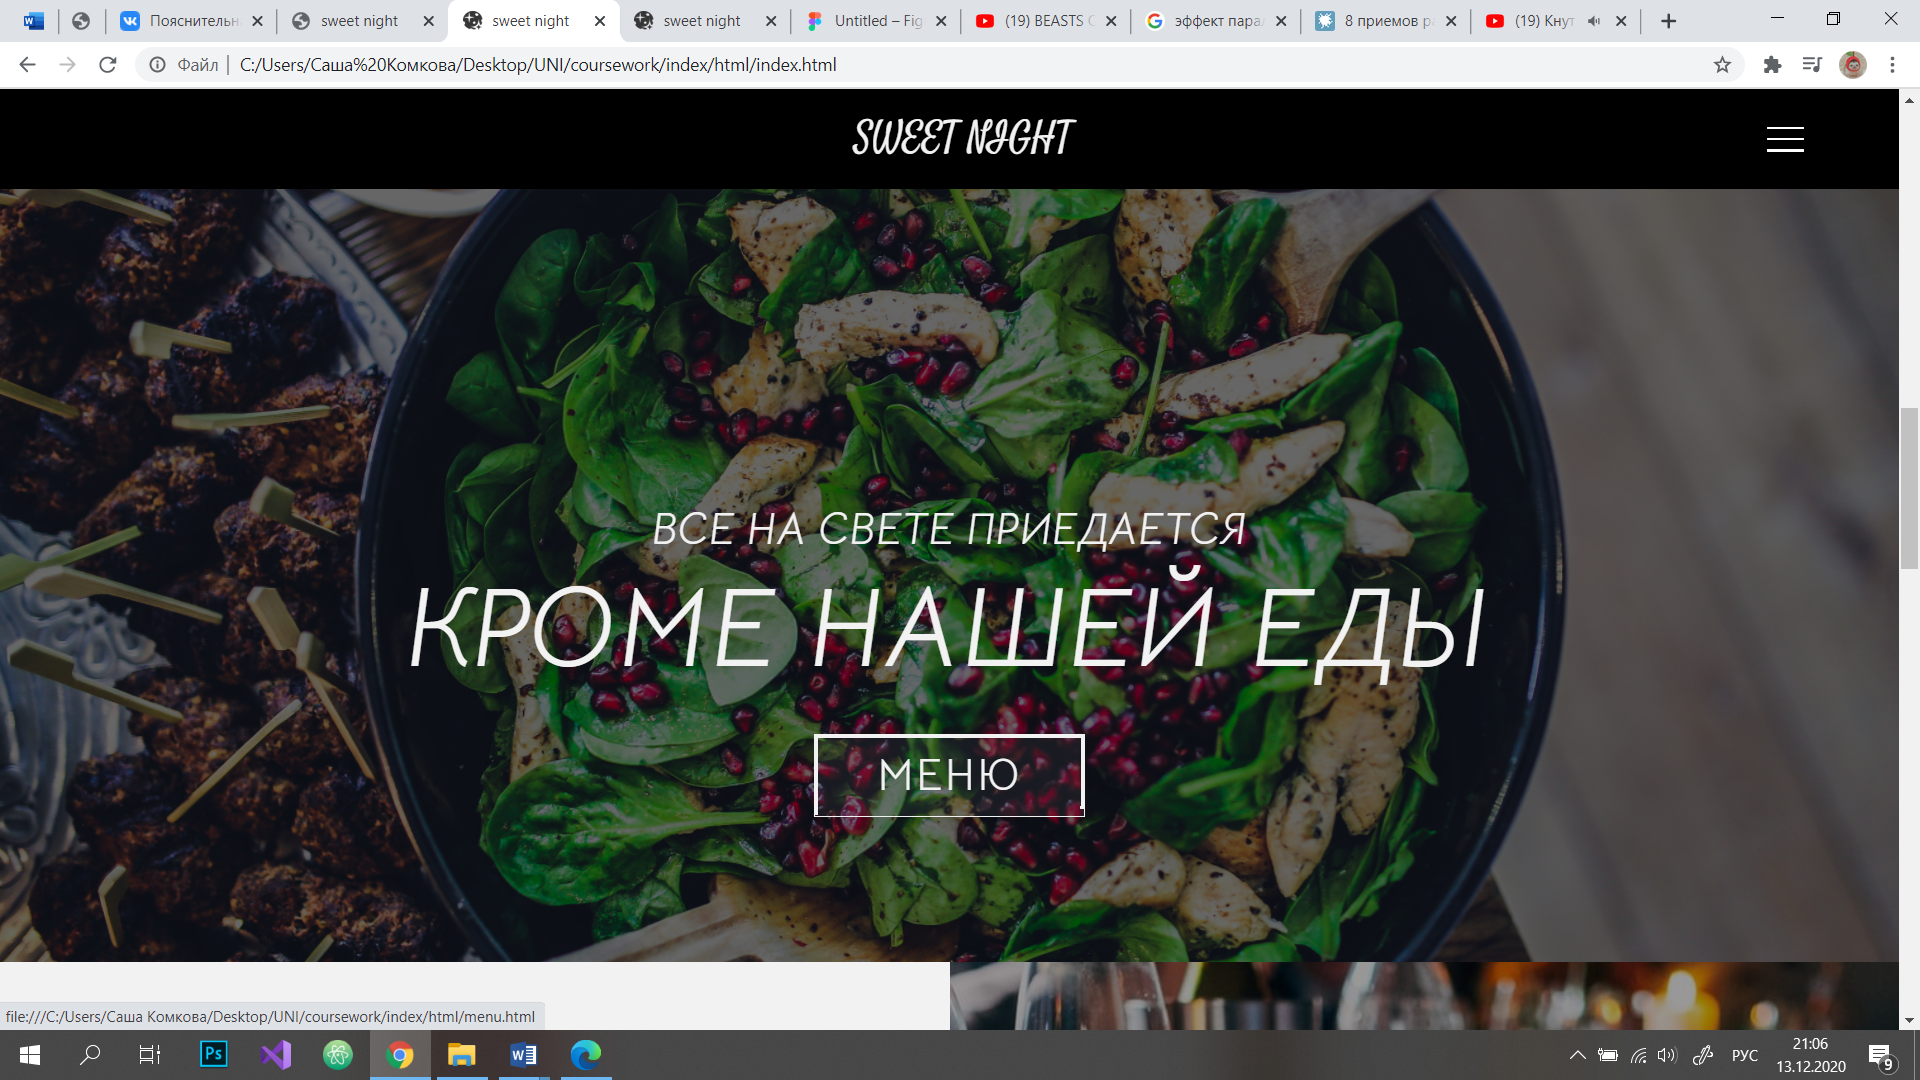 Пояснительн
sweet night
sweet night
sweet night
Untitled – Fig
(19) BEASTS C
эффект парал
8 приемов ра
(19) Кнут
Файл
C:/Users/Саша%20Комкова/Desktop/UNI/coursework/index/html/index.html
SWEET NIGHT
ВСЕ НА СВЕТЕ ПРИЕДАЕТСЯ
КРОМЕ НАШЕЙ ЕДЫ
МЕНЮ
file:///C:/Users/Саша Комкова/Desktop/UNI/coursework/index/html/menu.html
Ps
РУС
21:06
13.12.2020
9